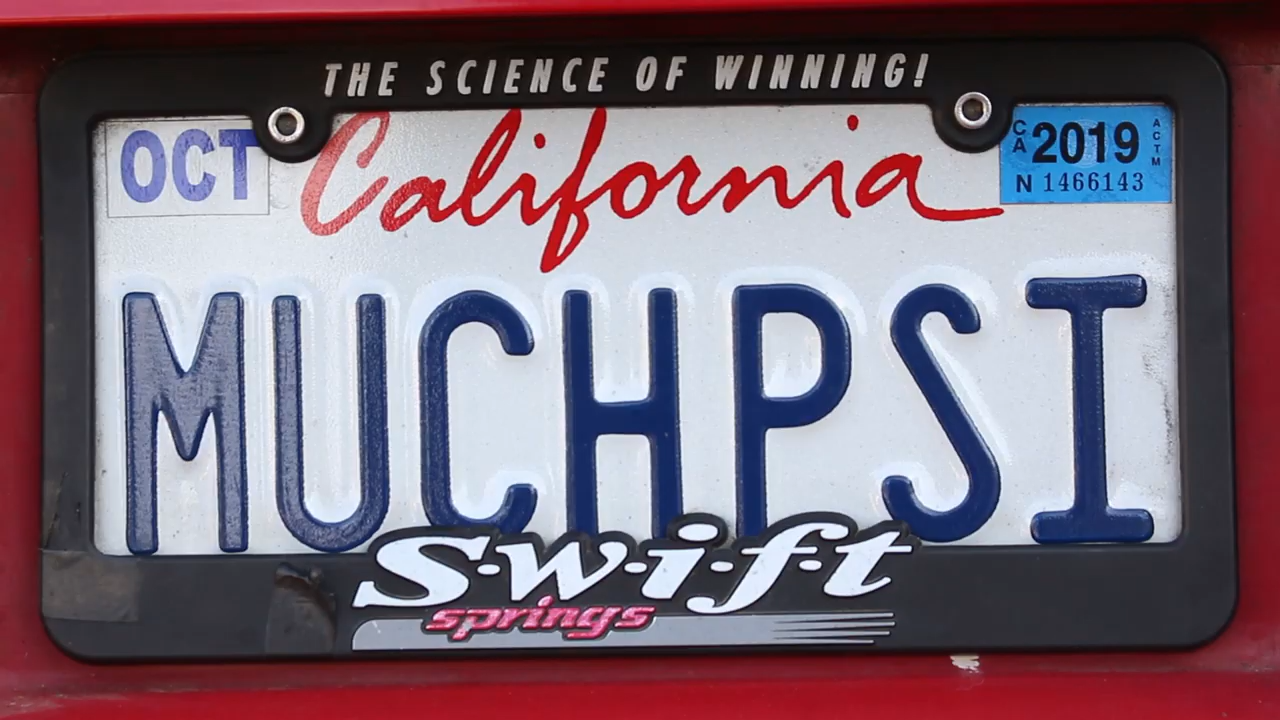 THE SCIENCE OF WINNING!
OCT
California
CA 2019 ACTM
N 1466143
MUCHPSI
S·w·i·f·t
springs